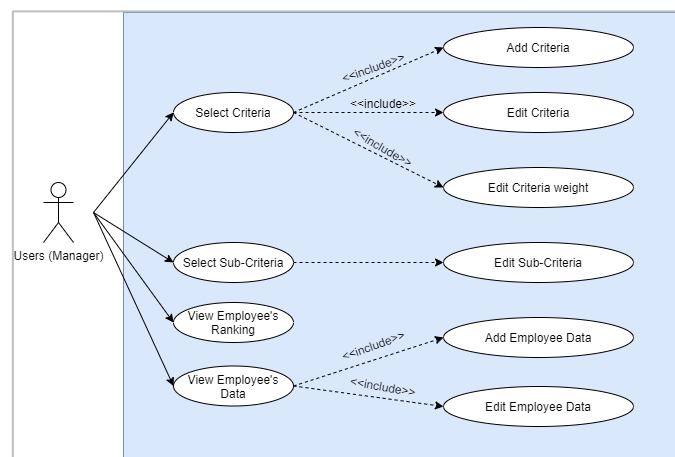 Add Criteria
<<include>>
Select Criteria
<<include>>
Edit Criteria
<<include>>
Edit Criteria weight
Users (Manager)
Select Sub-Criteria
Edit Sub-Criteria
View Employee's
Ranking
<<include>>
Add Employee Data
View Employee's
Data
<<include>>
Edit Employee Data